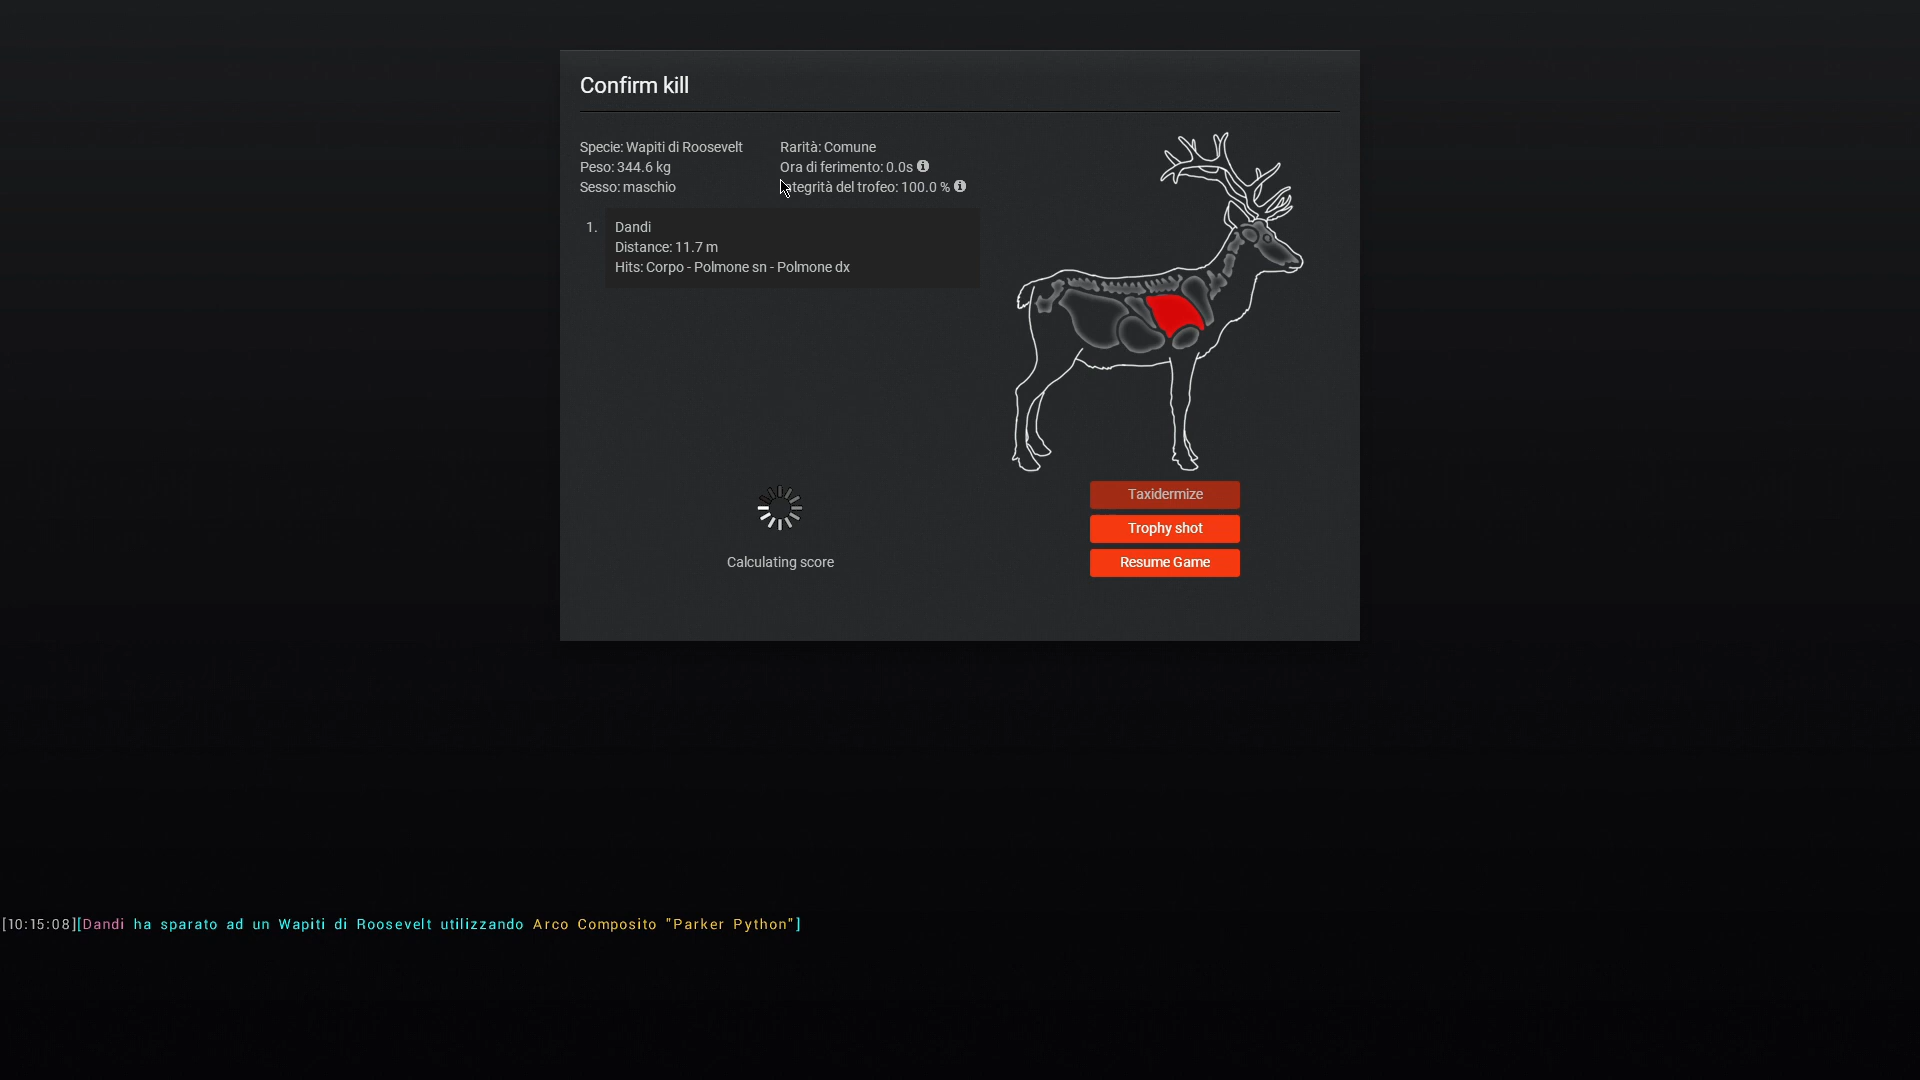 Confirm kill
Specie: Wapiti di Roosevelt
Peso: 344.6 kg
Sesso: maschio
Rarità: Comune
Ora di ferimento: 0.0s
tegrità del trofeo: 100.0 %
1.
Dandi
Distance: 11.7 m
Hits: Corpo - Polmone sn - Polmone dx
Calculating score
Taxidermize
Trophy shot
Resume Game
[10:15:08][Dandi ha sparato ad un Wapiti di Roosevelt utilizzando Arco Composito "Parker Python"]